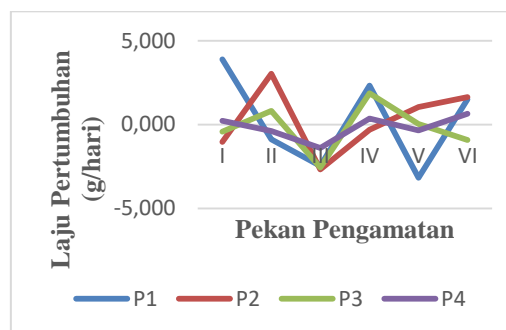 Laju Pertumbuhan
(g/hari)
5,000
0,000
-5,000
I II III IV V VI
Pekan Pengamatan
P1 P2 P3 P4